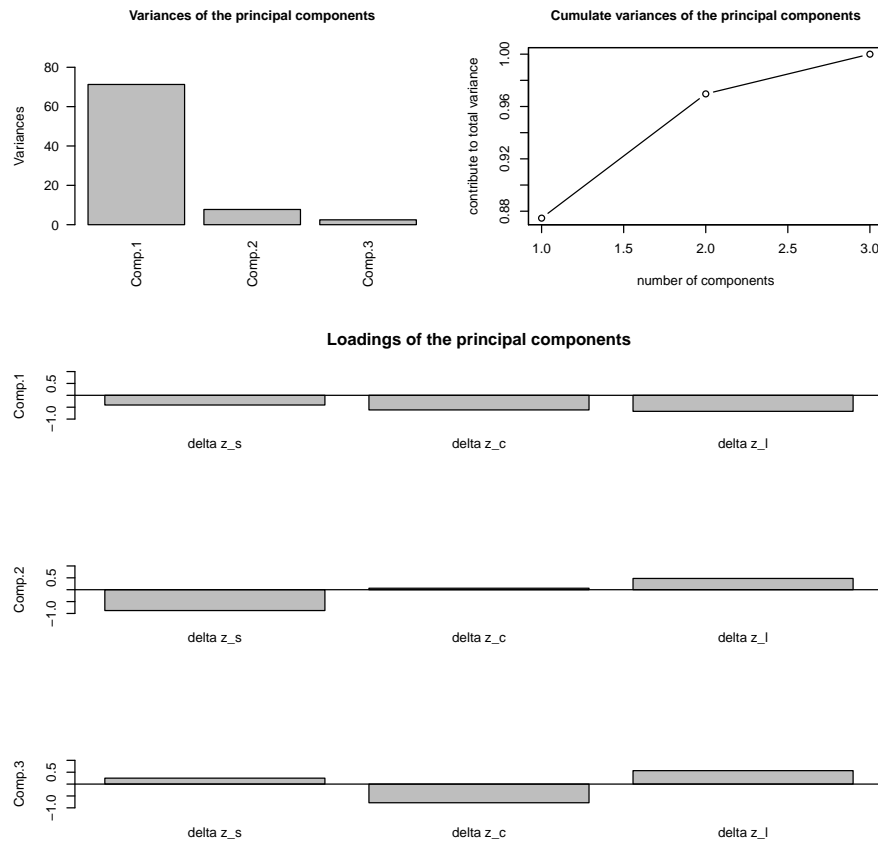 Variances of the principal components
Variances
80
60
40
20
0
Comp.1
Comp.2
Comp.3
Cumulate variances of the principal components
contribute to total variance
1.00
0.96
0.92
0.88
1.0 1.5 2.0 2.5 3.0
number of components
Loadings of the principal components
Comp.1
0.5
−1.0
delta z_s delta z_c delta z_l
Comp.2
0.5
−1.0
delta z_s delta z_c delta z_l
Comp.3
0.5
−1.0
delta z_s delta z_c delta z_l